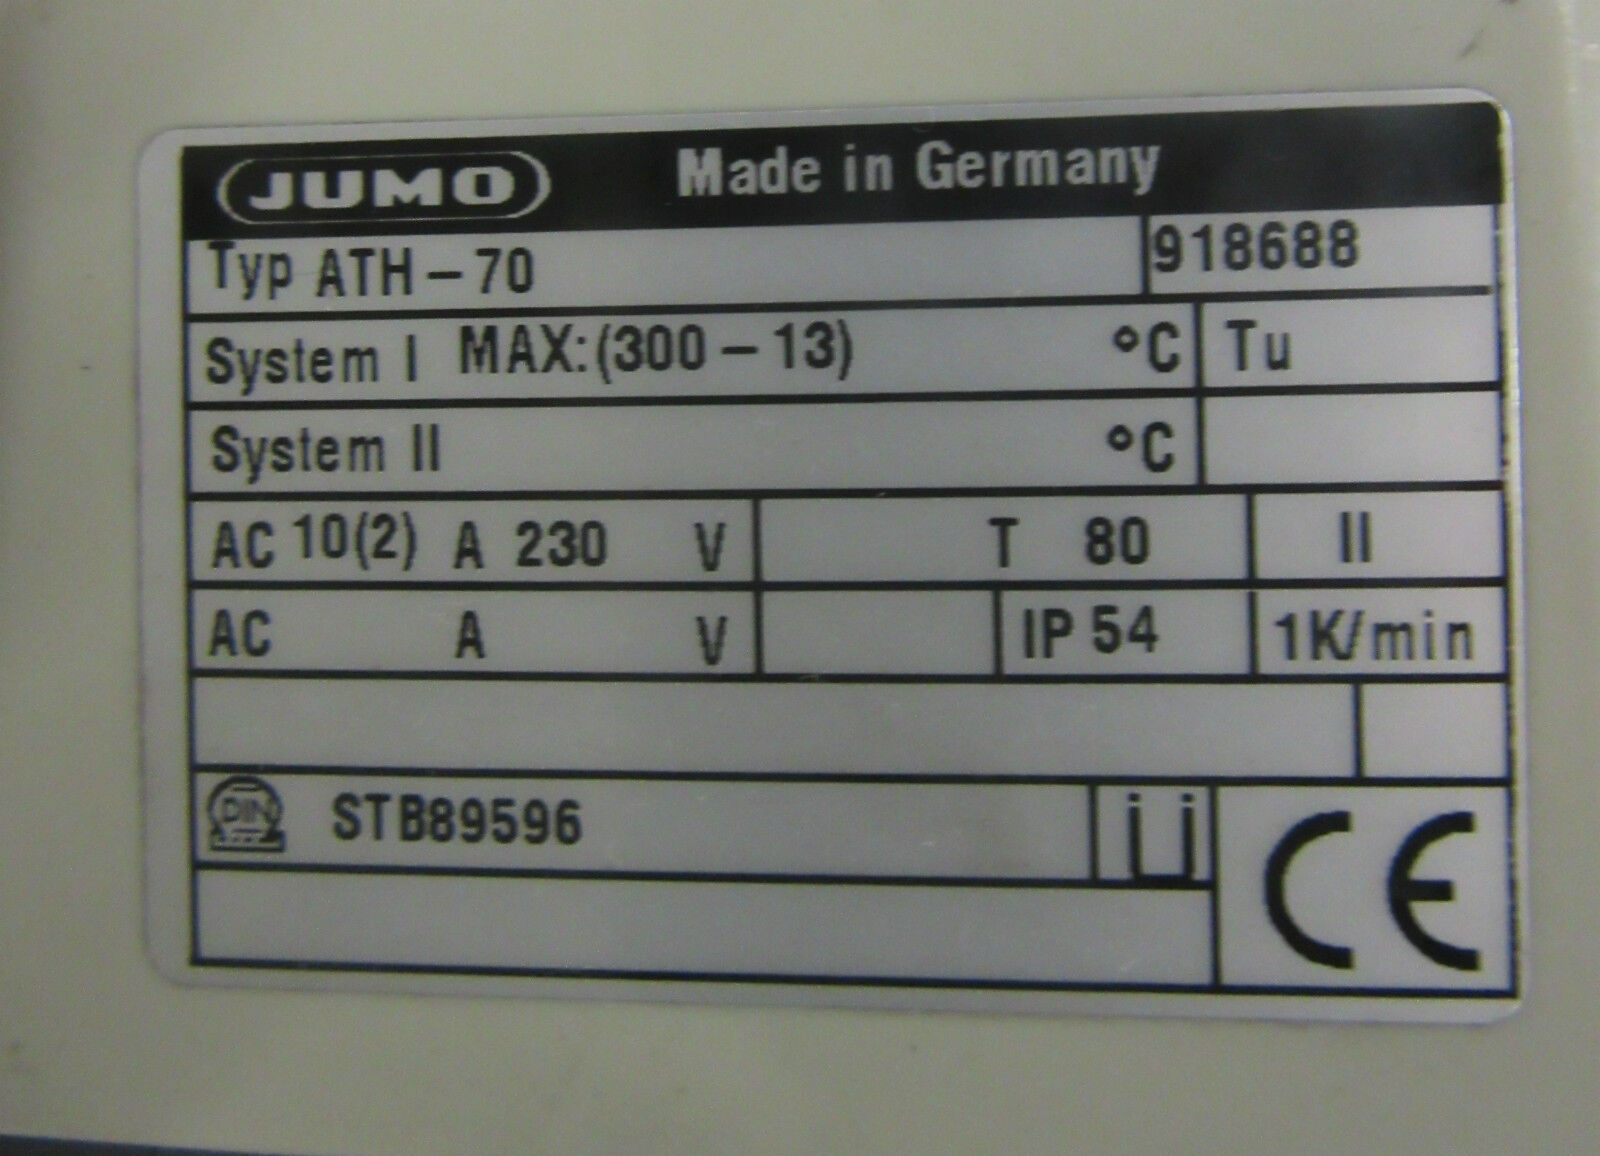 JUMO Made in Germany
Typ ATH-70 918688
System I MAX:(300-13) °C Tu
System II °C
AC 10(2) A 230 V T 80 II
AC A V IP 54 1K/min
DIN STB89596 Ü CE